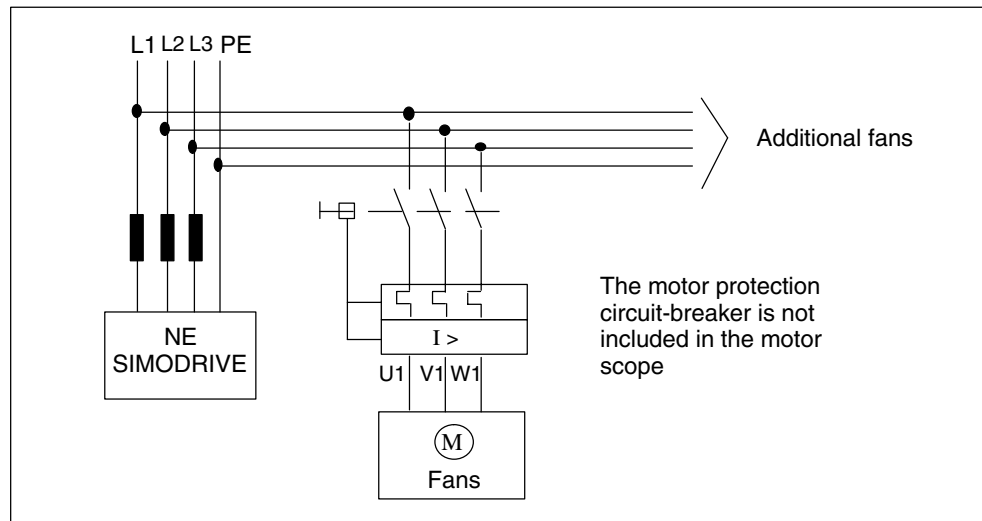 L1 L2 L3 PE
Additional fans
The motor protection
circuit-breaker is not
included in the motor
scope
NE
SIMODRIVE
I >
U1 V1 W1
M
Fans